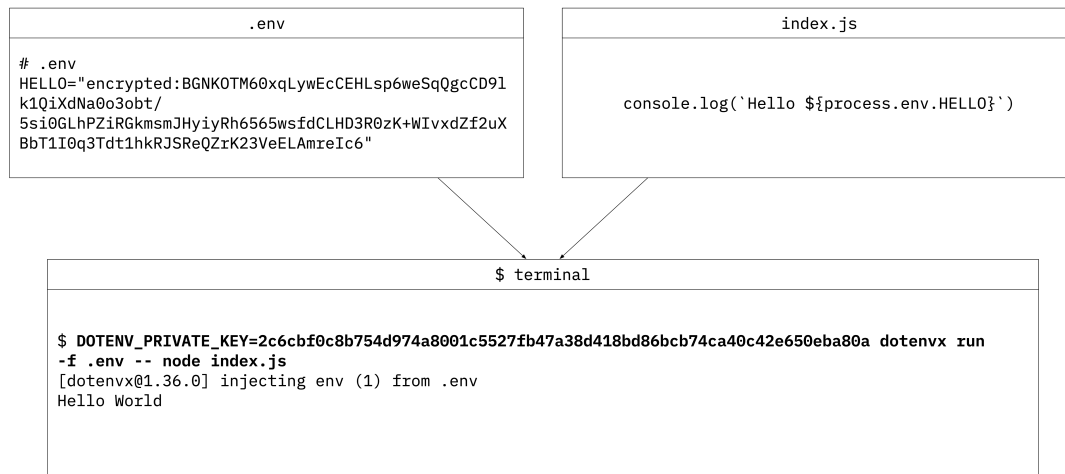 .env
# .env
HELLO="encrypted:BGNKOTM60xqLywEcCEHLsp6weSqQgcCD9l
k1QiXdNa0o3obt/
5si0GLhPZiRGkmsmJHyiyRh6565wsfdCLHD3R0zK+WIvxdZf2uX
BbT1I0q3Tdt1hkRJSReQZrK23VeELAmreIc6"
index.js
console.log(`Hello ${process.env.HELLO}`)
$ terminal
$ DOTENV_PRIVATE_KEY=2c6cbf0c8b754d974a8001c5527fb47a38d418bd86bcb74ca40c42e650eba80a dotenvx run
-f .env -- node index.js
[dotenvx@1.36.0] injecting env (1) from .env
Hello World